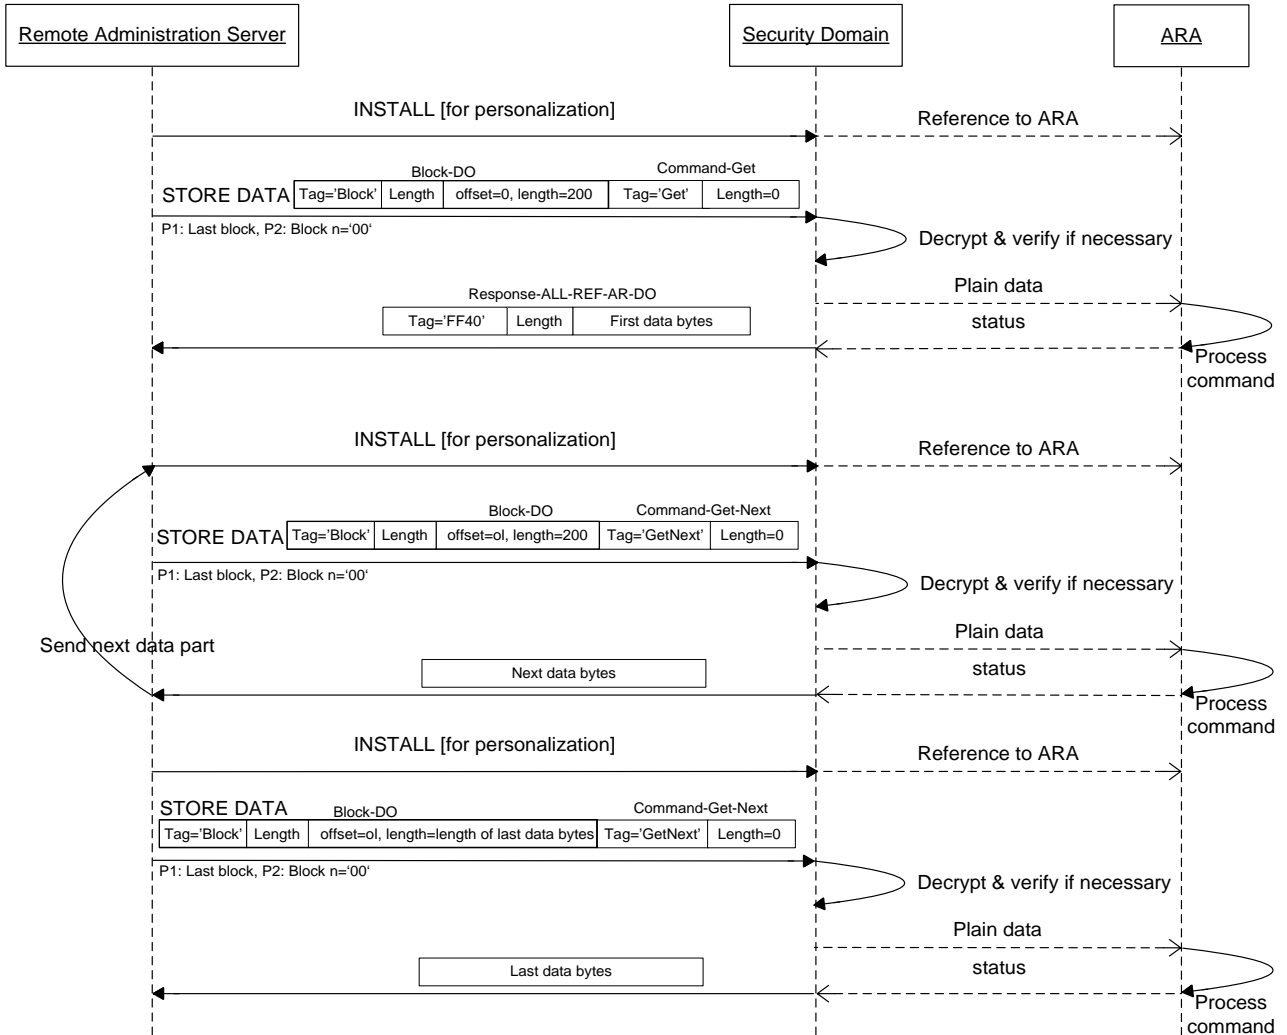 Remote Administration Server
Security Domain
ARA
INSTALL [for personalization]
Reference to ARA
Block-DO
Command-Get
STORE DATA
Tag='Block'
Length
offset=0, length=200
Tag='Get'
Length=0
P1: Last block, P2: Block n='00'
Decrypt & verify if necessary
Plain data
Response-ALL-REF-AR-DO
Tag='FF40'
Length
First data bytes
status
Process
command
INSTALL [for personalization]
Reference to ARA
Block-DO
Command-Get-Next
STORE DATA
Tag='Block'
Length
offset=ol, length=200
Tag='GetNext'
Length=0
P1: Last block, P2: Block n='00'
Decrypt & verify if necessary
Plain data
Send next data part
Next data bytes
status
Process
command
INSTALL [for personalization]
Reference to ARA
STORE DATA
Block-DO
Command-Get-Next
Tag='Block'
Length
offset=ol, length=length of last data bytes
Tag='GetNext'
Length=0
P1: Last block, P2: Block n='00'
Decrypt & verify if necessary
Plain data
Last data bytes
status
Process
command